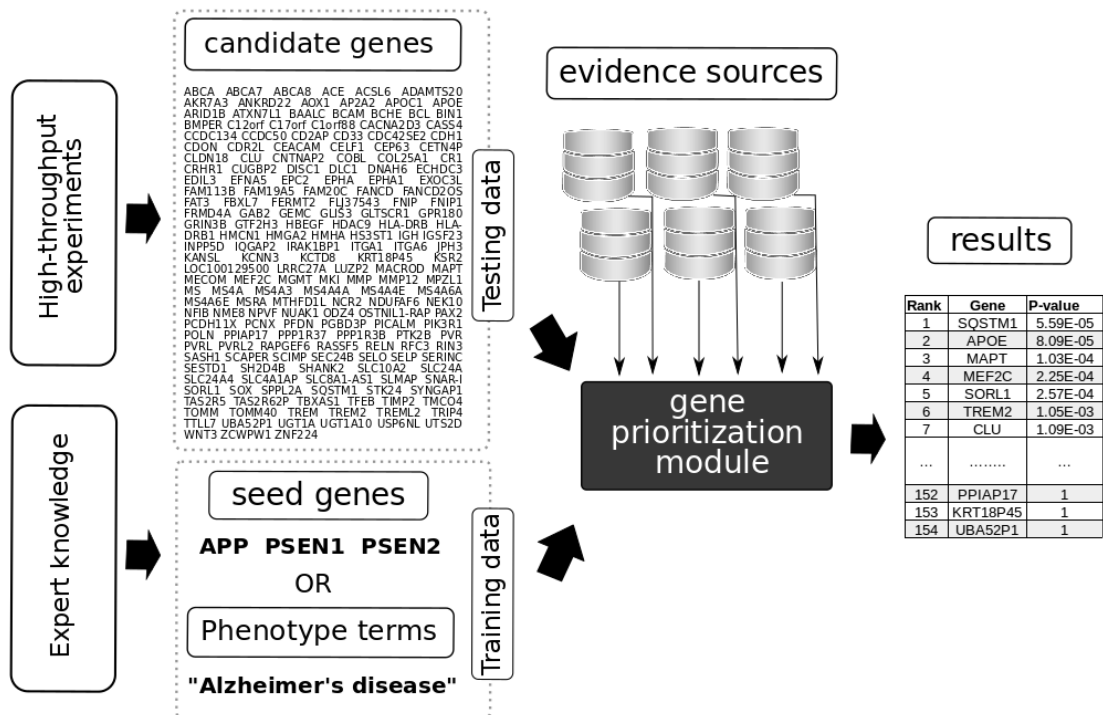 High-throughput
experiments
candidate genes
ABCA ABCA7 ABCA8 ACE ACSL6 ADAMTS20
AKR7A3 ANKRD22 AOX1 AP2A2 APOC1 APOE
ARID1B ATXN7L1 BAALC BCAM BCHE BCL BIN1
BMPER C12orf C17orf C1orf88 CACNA2D3 CASS4
CCDC134 CCDC50 CD2AP CD33 CDC42SE2 CDH1
CDON CDR2L CEACAM CELF1 CEP63 CETN4P
CLDN18 CLU CNTNAP2 COBL COL25A1 CR1
CRHR1 CUGBP2 DISC1 DLC1 DNAH6 ECHDC3
EDIL3 EFNA5 EPC2 EPHA EPHA1 EXOC3L
FAM113B FAM19A5 FAM20C FANCD FANCD2OS
FAT3 FBXL7 FERMT2 FLJ37543 FNIP FNIP1
FRMD4A GAB2 GEMC GLIS3 GLTSCR1 GPR180
GRIN3B GTF2H3 HBEGF HDAC9 HLA-DRB HLA-
DRB1 HMCN1 HMGA2 HMHA HS3ST1 IGH IGSF23
INPP5D IQGAP2 IRAK1BP1 ITGA1 ITGA6 JPH3
KANSL KCNN3 KCTD8 KRT18P45 KSR2
LOC100129500 LRRC27A LUZP2 MACROD MAPT
MECOM MEF2C MGMT MKI MMP MMP12 MPZL1
MS MS4A MS4A3 MS4A4A MS4A4E MS4A6A
MS4A6E MSRA MTHFD1L NCR2 NDUFAF6 NEK10
NFIB NME8 NPVF NUAK1 ODZ4 OSTNIL1-RAP PAX2
PCDH11X PCNX PFDN PGBD3P PICALM PIK3R1
POLN PPIAP17 PPP1R37 PPP1R3B PTK2B PVR
PVRL PVRL2 RAPGEF6 RASSF5 RELN RFC3 RIN3
SASH1 SCAPER SCIMP SEC24B SELO SELP SERINC
SESTD1 SH2D4B SHANK2 SLC10A2 SLC24A
SLC24A4 SLC4A1AP SLC8A1-AS1 SLMAP SNAR-I
SORL1 SOX SPPL2A SQSTM1 STK24 SYNGAP1
TAS2R5 TAS2R62P TBXAS1 TFEB TIMP2 TMCO4
TOMM TOMM40 TREM TREM2 TREML2 TRIP4
TTLL7 UBA52P1 UGT1A UGT1A10 USP6NL UTS2D
WNT3 ZCWPW1 ZNF224
Testing data
Expert knowledge
seed genes
APP PSEN1 PSEN2
OR
Phenotype terms
"Alzheimer's disease"
Training data
evidence sources
gene
prioritization
module
results
Rank Gene P-value
1 SQSTM1 5.59E-05
2 APOE 8.09E-05
3 MAPT 1.03E-04
4 MEF2C 2.25E-04
5 SORL1 2.57E-04
6 TREM2 1.05E-03
7 CLU 1.09E-03
... ........ ...
152 PPIAP17 1
153 KRT18P45 1
154 UBA52P1 1